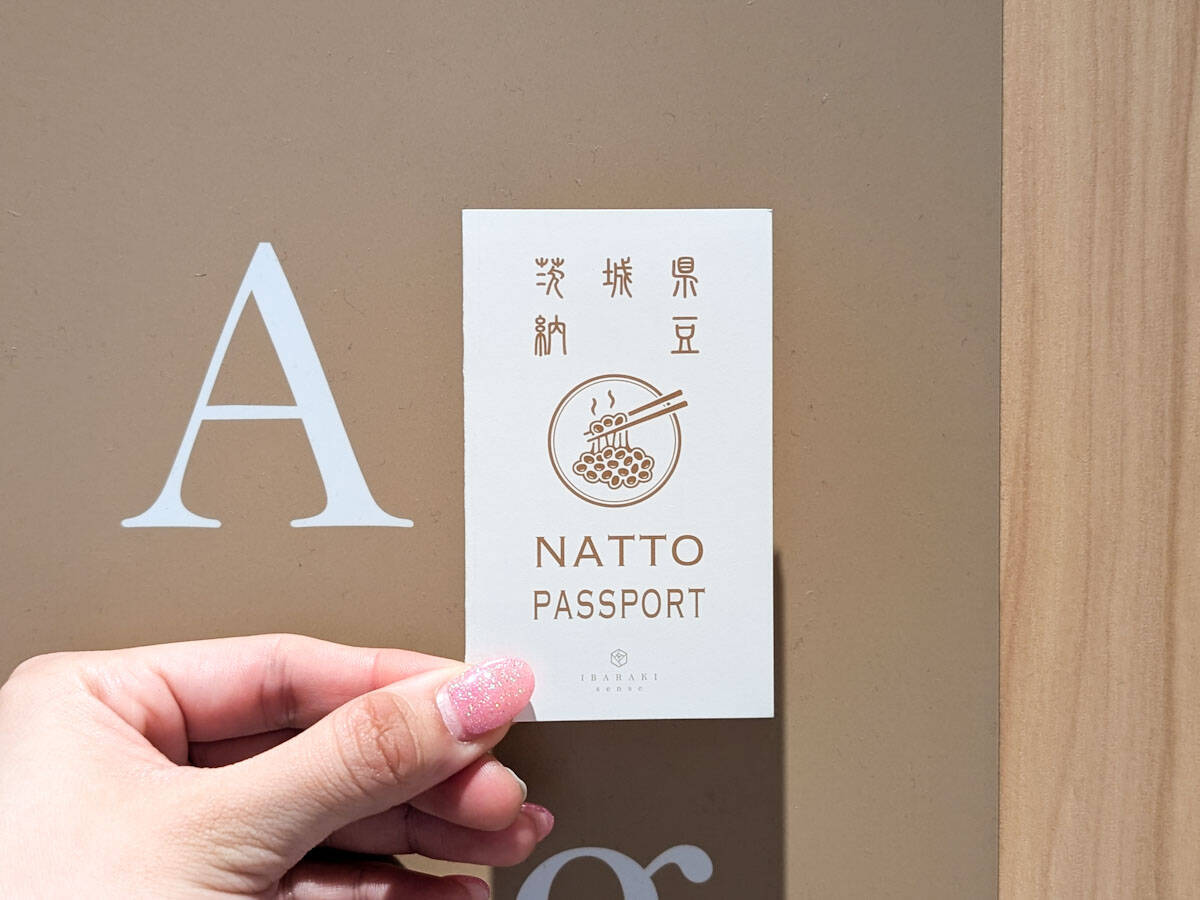 A
茨城県
納豆
NATTO
PASSPORT
IBARAKI
sense
g